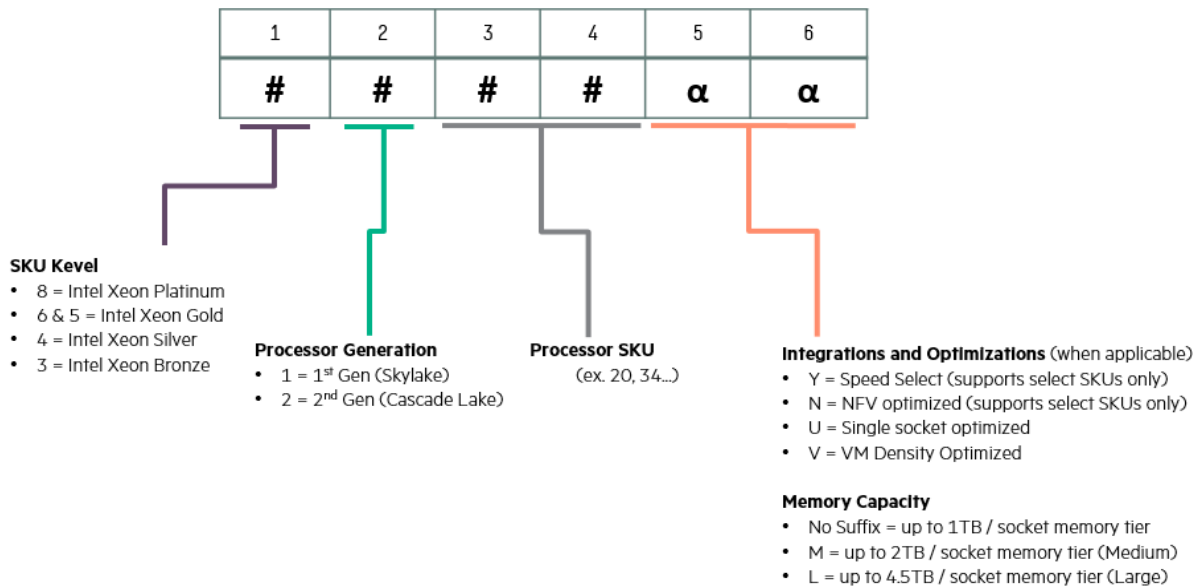 1 2 3 4 5 6
# # # # α α
SKU Kevel
• 8 = Intel Xeon Platinum
• 6 & 5 = Intel Xeon Gold
• 4 = Intel Xeon Silver
• 3 = Intel Xeon Bronze
Processor Generation
• 1 = 1st Gen (Skylake)
• 2 = 2nd Gen (Cascade Lake)
Processor SKU
(ex. 20, 34...)
Integrations and Optimizations (when applicable)
• Y = Speed Select (supports select SKUs only)
• N = NFV optimized (supports select SKUs only)
• U = Single socket optimized
• V = VM Density Optimized
Memory Capacity
• No Suffix = up to 1TB / socket memory tier
• M = up to 2TB / socket memory tier (Medium)
• L = up to 4.5TB / socket memory tier (Large)